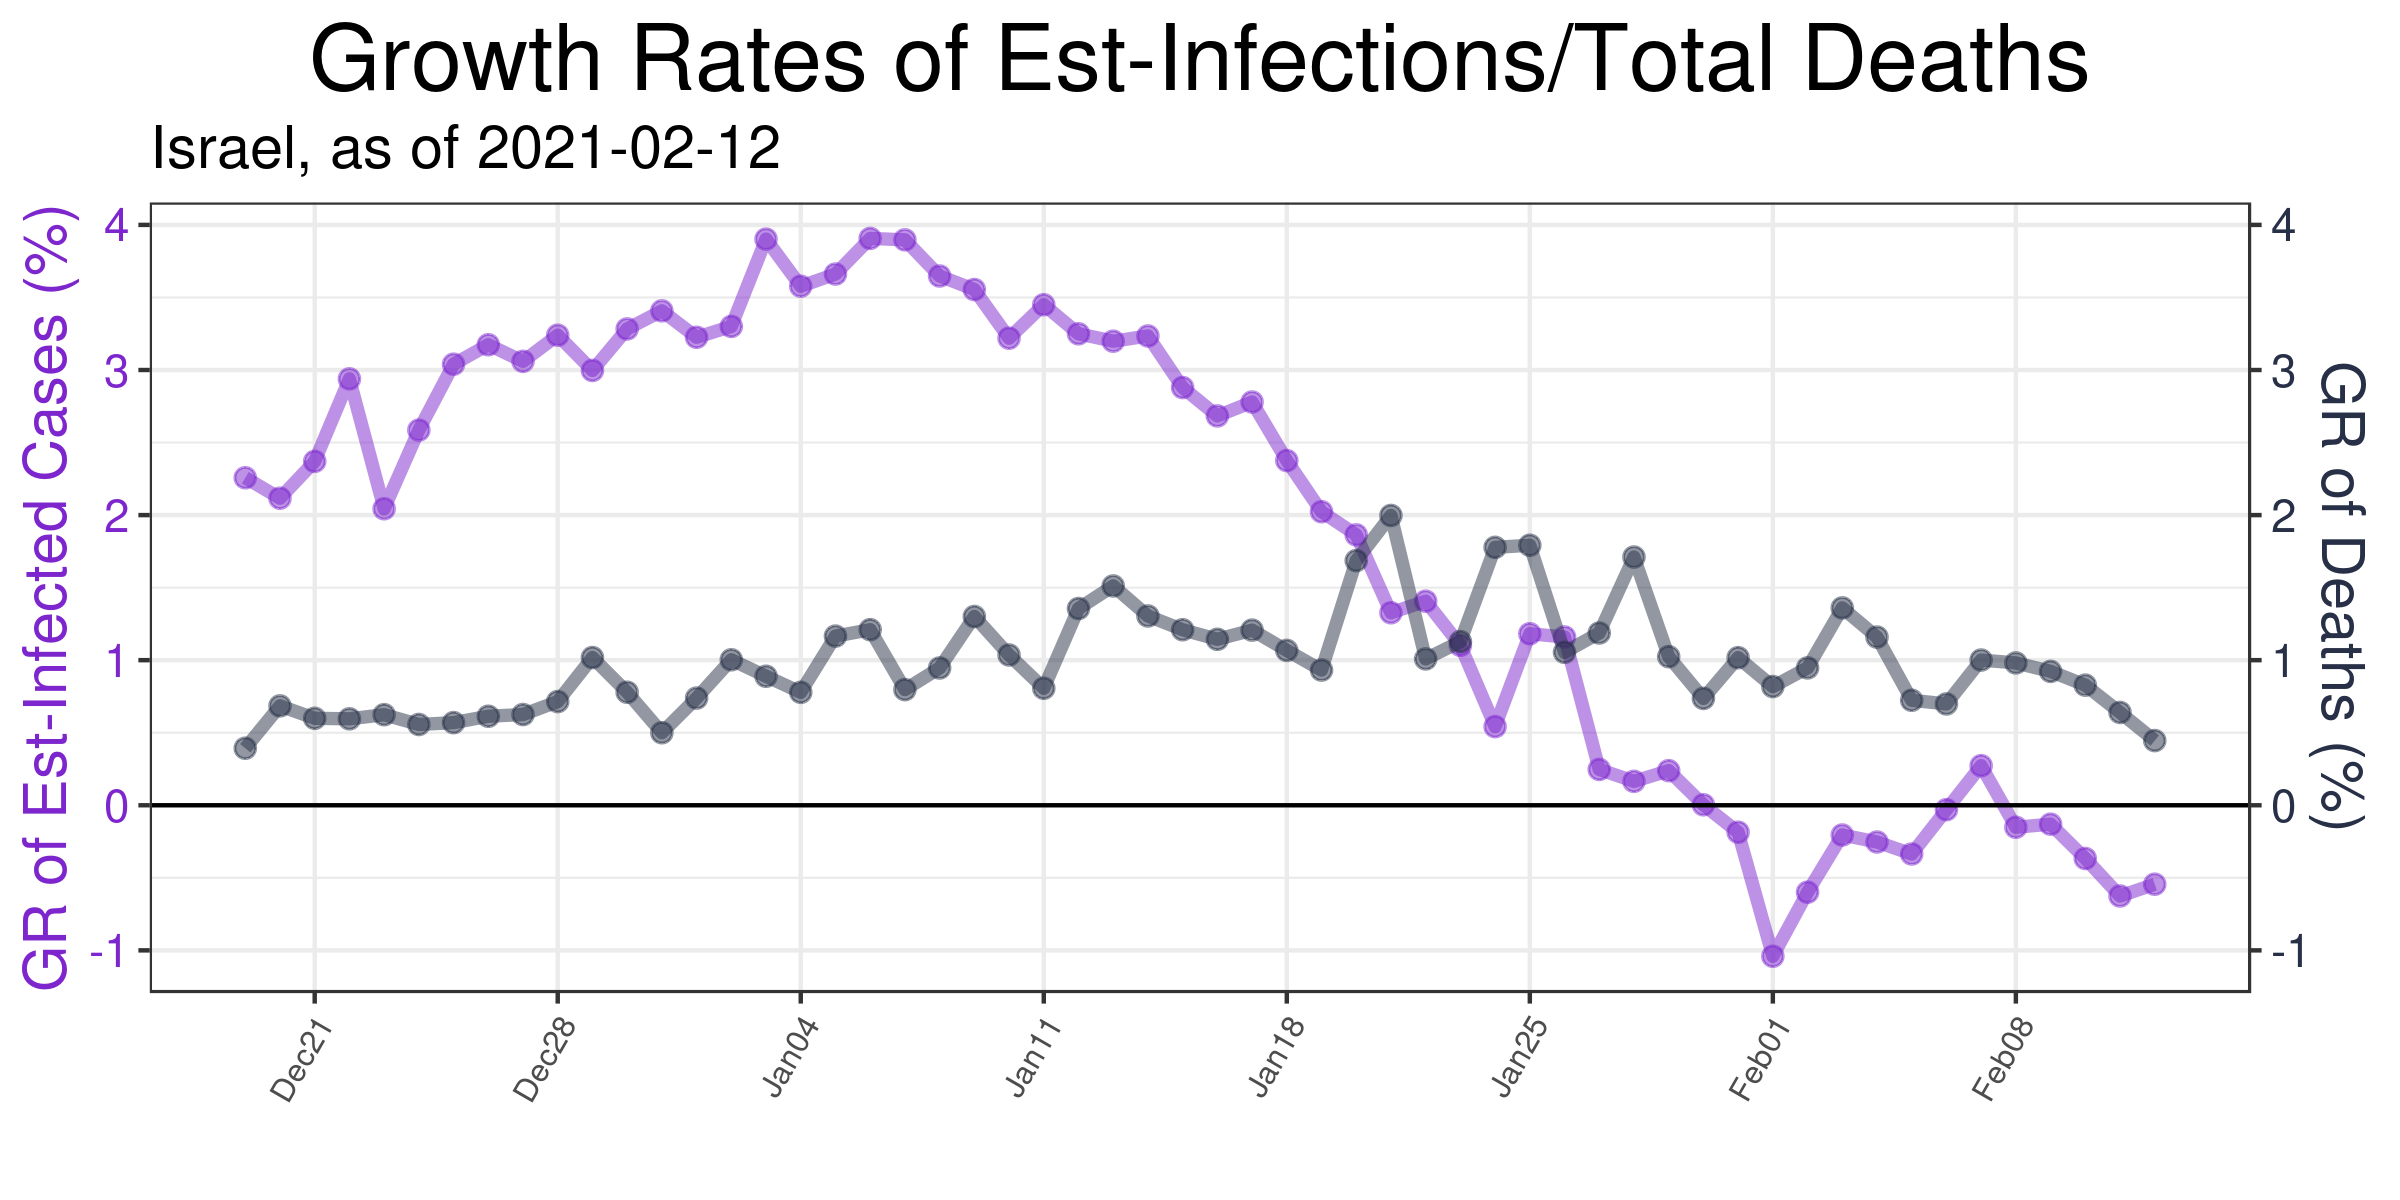 Growth Rates of Est-Infections/Total Deaths
Israel, as of 2021-02-12
GR of Est-Infected Cases (%)
4
3
2
1
0
-1
4
3
2
1
0
-1
GR of Deaths (%)
Dec21
Dec28
Jan04
Jan11
Jan18
Jan25
Feb01
Feb08